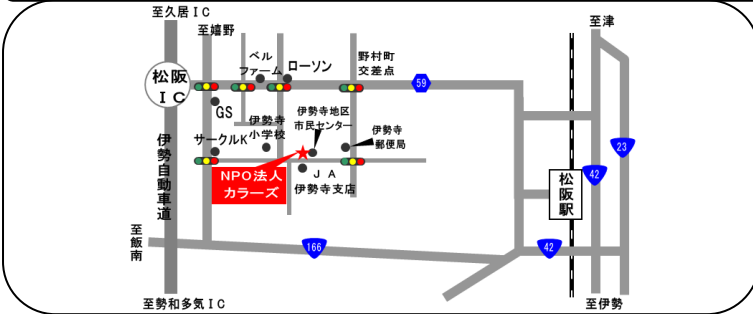 至久居IC
至嬉野
至津
松阪
IC
ベル
ファーム
ローソン
野村町
交差点
59
GS
伊勢寺
小学校
伊勢寺地区
市民センター
伊勢寺
郵便局
サークルK
伊勢自動車道
NPO法人
カラーズ
JA
伊勢寺支店
松阪駅
42
23
至飯南
166
42
至勢和多気IC
至伊勢